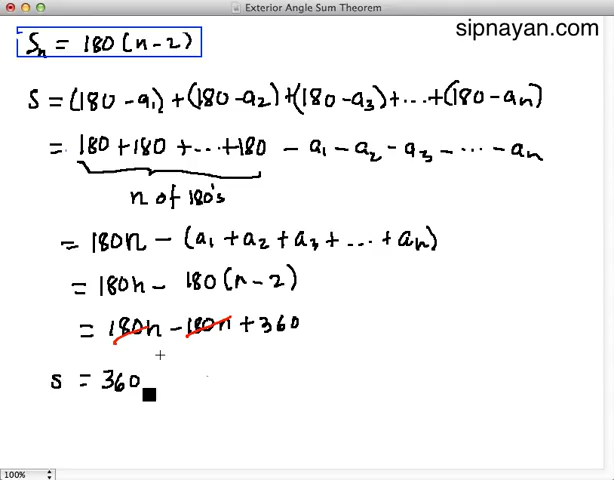 Exterior Angle Sum Theorem
sipnayan.com
Sn = 180(n-2)
S = (180 - a1) + (180 - a2) + (180 - a3) + ... + (180 - an)
= 180 + 180 + ... + 180 - a1 - a2 - a3 - ... - an
n of 180's
= 180n - (a1 + a2 + a3 + ... + an)
= 180n - 180(n - 2)
= 180n - 180n + 360
S = 360
100%